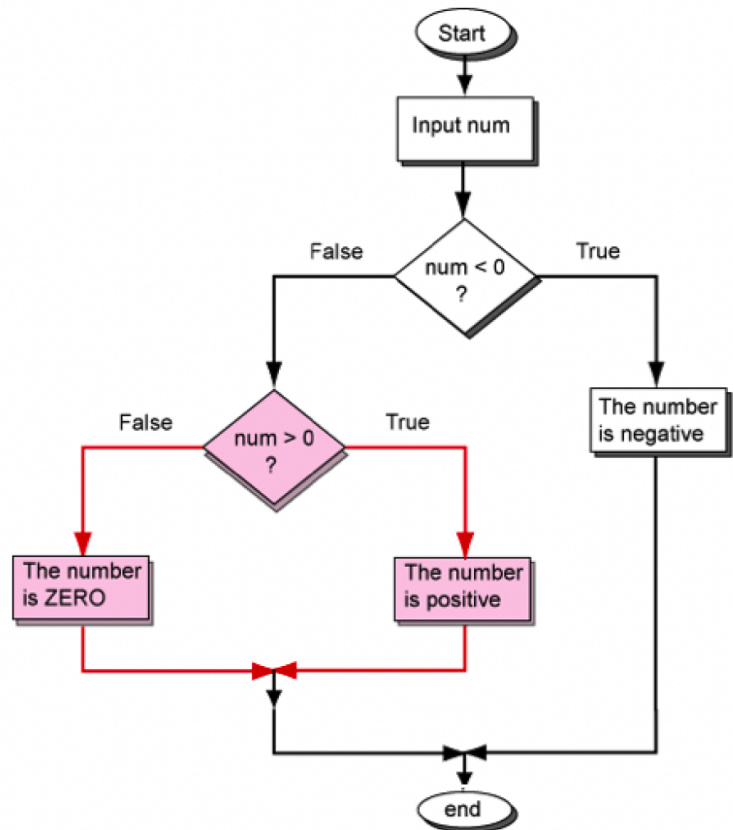 Start
Input num
False
True
num < 0
?
The number
is negative
False
True
num > 0
?
The number
is ZERO
The number
is positive
end